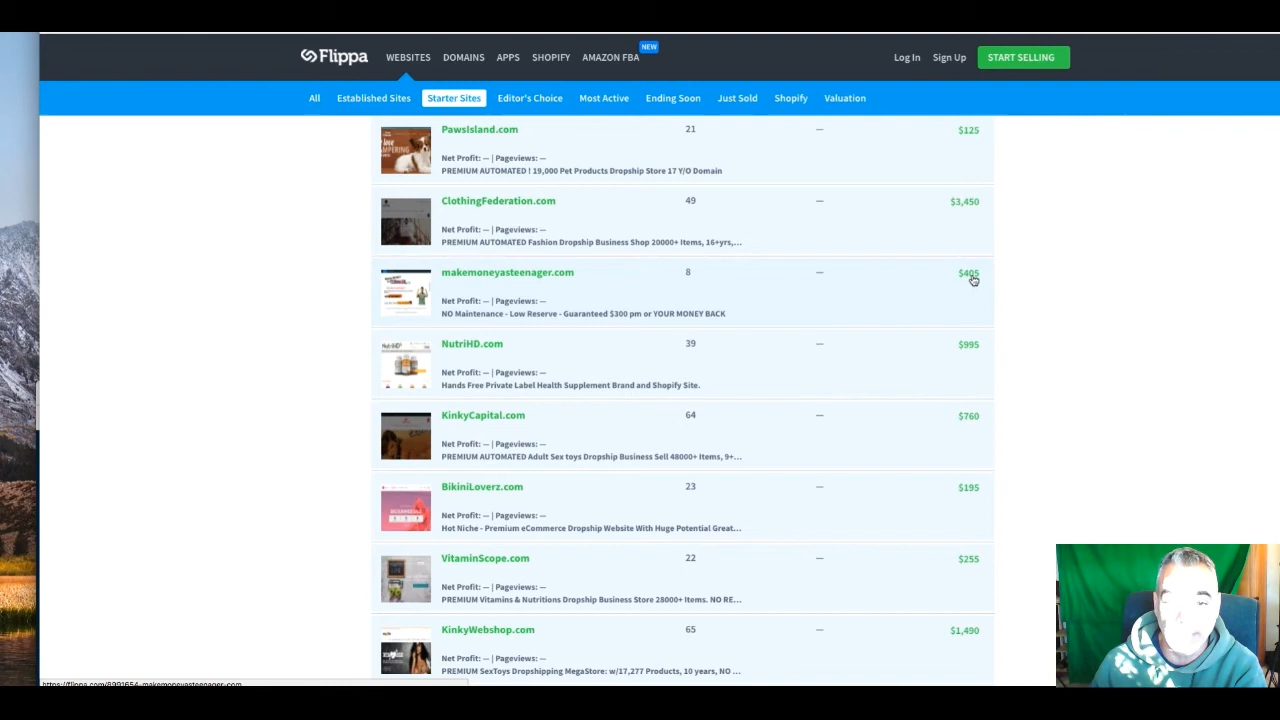 Flippa
WEBSITES
DOMAINS
APPS
SHOPIFY
AMAZON FBA
NEW
Log In
Sign Up
START SELLING
All
Established Sites
Starter Sites
Editor's Choice
Most Active
Ending Soon
Just Sold
Shopify
Valuation
PawsIsland.com 21 — $125
Net Profit: — | Pageviews: —
PREMIUM AUTOMATED ! 19,000 Pet Products Dropship Store 17 Y/O Domain
ClothingFederation.com 49 — $3,450
Net Profit: — | Pageviews: —
PREMIUM AUTOMATED Fashion Dropship Business Shop 20000+ Items, 16+yrs,...
makemoneyasteenager.com 8 — $405
Net Profit: — | Pageviews: —
NO Maintenance - Low Reserve - Guaranteed $300 pm or YOUR MONEY BACK
NutriHD.com 39 — $995
Net Profit: — | Pageviews: —
Hands Free Private Label Health Supplement Brand and Shopify Site.
KinkyCapital.com 64 — $760
Net Profit: — | Pageviews: —
PREMIUM AUTOMATED Adult Sex toys Dropship Business Sell 48000+ Items, 9+...
BikiniLoverz.com 23 — $195
Net Profit: — | Pageviews: —
Hot Niche - Premium eCommerce Dropship Website With Huge Potential Great...
VitaminScope.com 22 — $255
Net Profit: — | Pageviews: —
PREMIUM Vitamins & Nutritions Dropship Business Store 28000+ Items. NO RE...
KinkyWebshop.com 65 — $1,490
Net Profit: — | Pageviews: —
PREMIUM SexToys Dropshipping MegaStore: w/17,277 Products, 10 years, NO ...
https://flippa.com/8991654-makemoneyasteenager-com